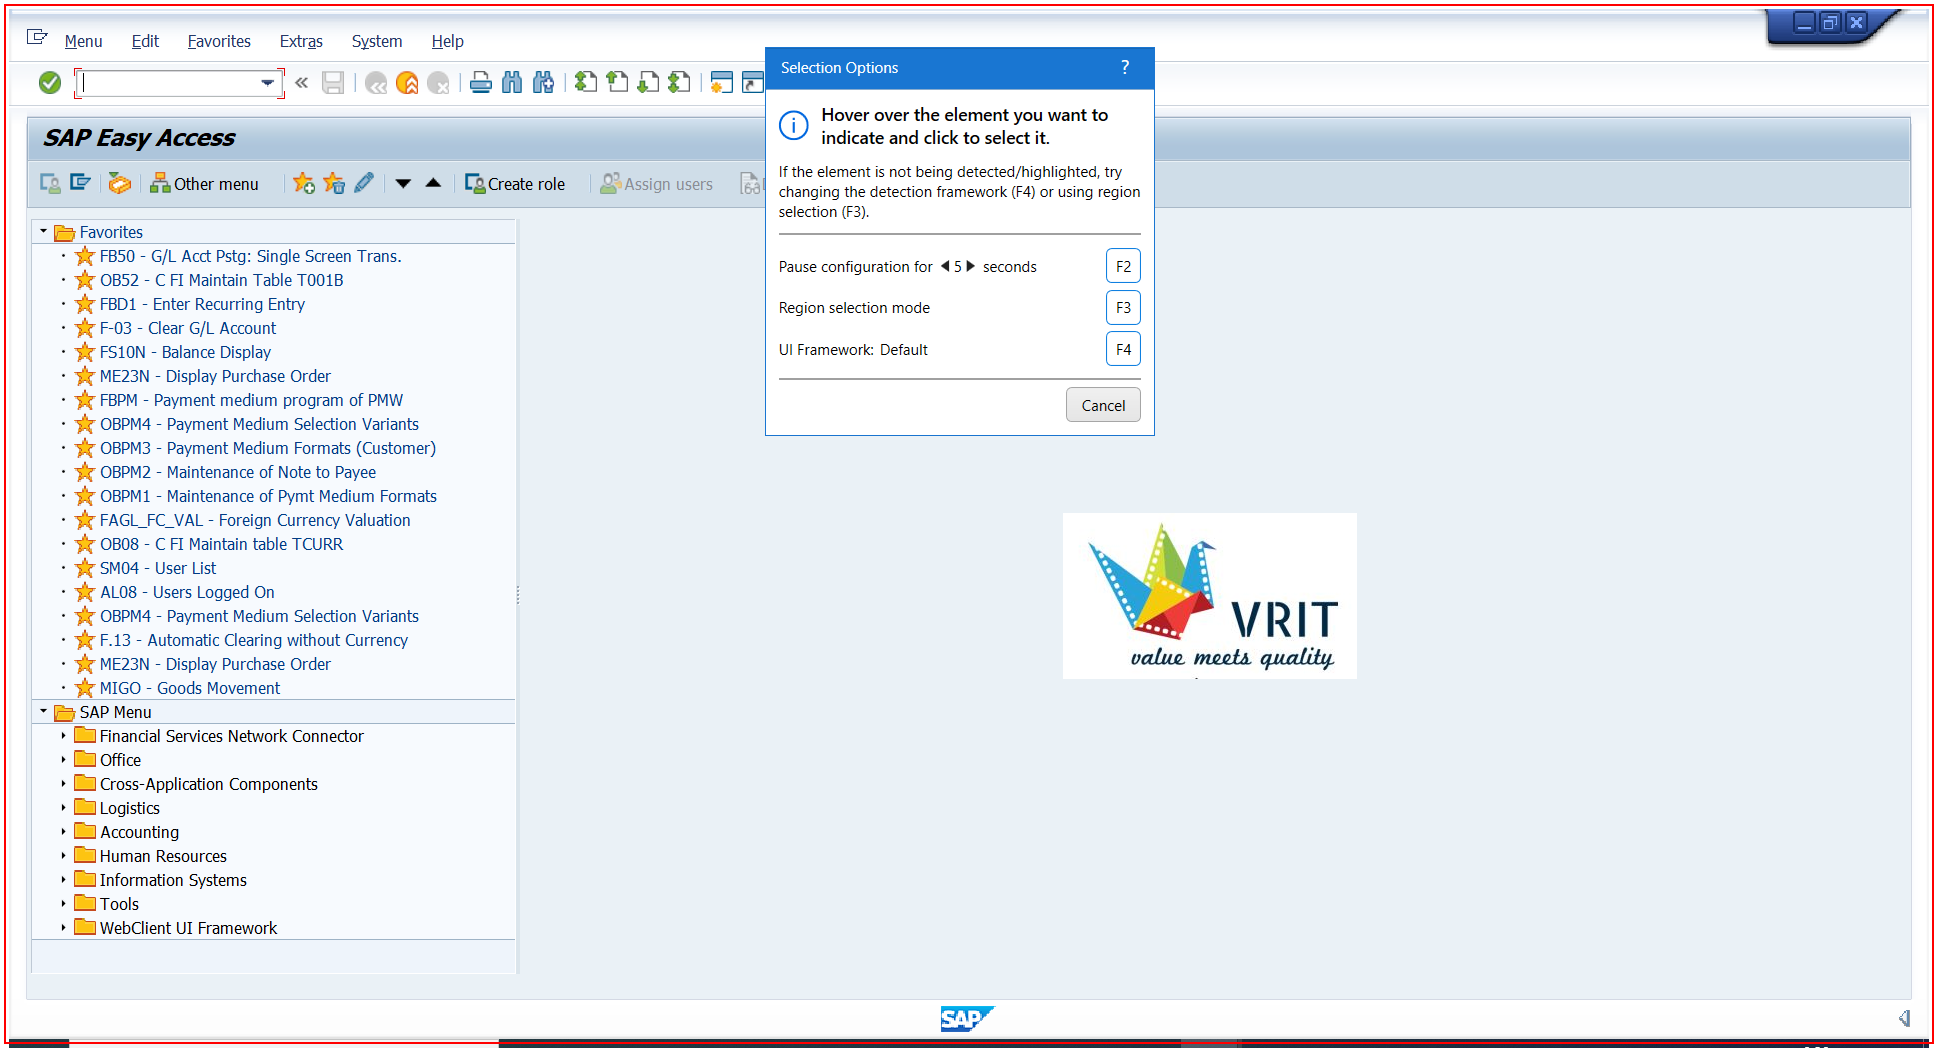 Menu Edit Favorites Extras System Help
SAP Easy Access
Other menu Create role Assign users
Favorites
FB50 - G/L Acct Pstg: Single Screen Trans.
OB52 - C FI Maintain Table T001B
FBD1 - Enter Recurring Entry
F-03 - Clear G/L Account
FS10N - Balance Display
ME23N - Display Purchase Order
FBPM - Payment medium program of PMW
OBPM4 - Payment Medium Selection Variants
OBPM3 - Payment Medium Formats (Customer)
OBPM2 - Maintenance of Note to Payee
OBPM1 - Maintenance of Pymt Medium Formats
FAGL_FC_VAL - Foreign Currency Valuation
OB08 - C FI Maintain table TCURR
SM04 - User List
AL08 - Users Logged On
OBPM4 - Payment Medium Selection Variants
F.13 - Automatic Clearing without Currency
ME23N - Display Purchase Order
MIGO - Goods Movement
SAP Menu
Financial Services Network Connector
Office
Cross-Application Components
Logistics
Accounting
Human Resources
Information Systems
Tools
WebClient UI Framework
Selection Options ?
Hover over the element you want to
indicate and click to select it.
If the element is not being detected/highlighted, try
changing the detection framework (F4) or using region
selection (F3).
Pause configuration for 5 seconds F2
Region selection mode F3
UI Framework: Default F4
Cancel
VRIT
value meets quality
SAP